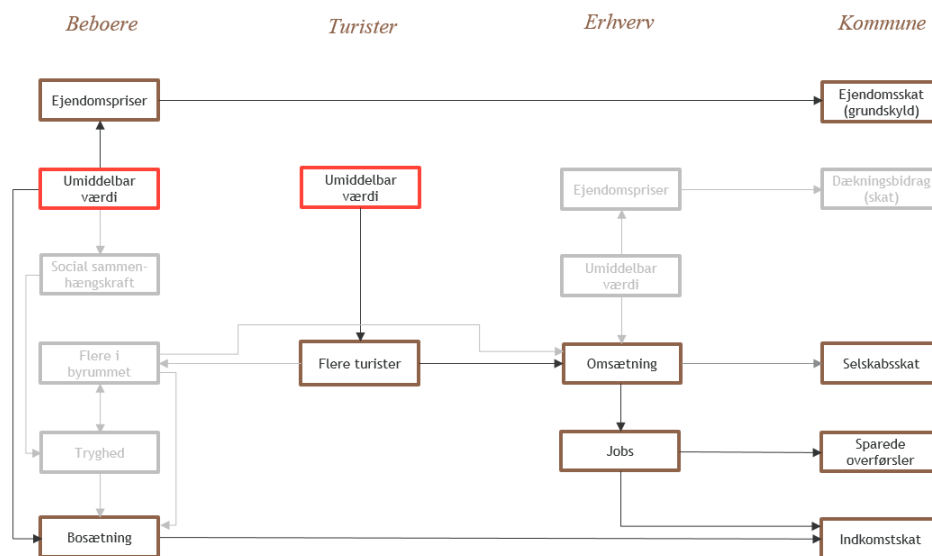 Beboere
Turister
Erhverv
Kommune
Ejendomspriser
Ejendomsskat
(grundskyld)
Umiddelbar
værdi
Umiddelbar
værdi
Ejendomspriser
Dækningsbidrag
(skat)
Social sammen-
hængskraft
Umiddelbar
værdi
Flere i
byrummet
Flere turister
Omsætning
Selskabsskat
Tryghed
Jobs
Sparede
overførsler
Bosætning
Indkomstskat